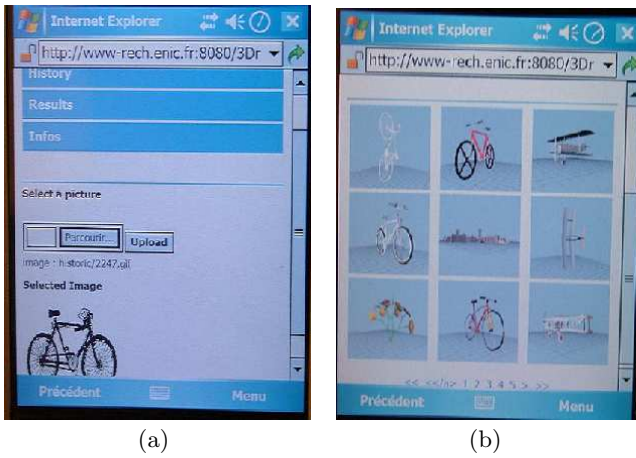 Internet Explorer
http://www-rech.enic.fr:8080/3Dr
History
Results
Infos
Select a picture
Parcourir... Upload
image : historic/2247.gif
Selected Image
Précédent Menu
(a)
Internet Explorer
http://www-rech.enic.fr:8080/3Dr
<< <</a> 1 2 3 4 5 > >>
Précédent Menu
(b)